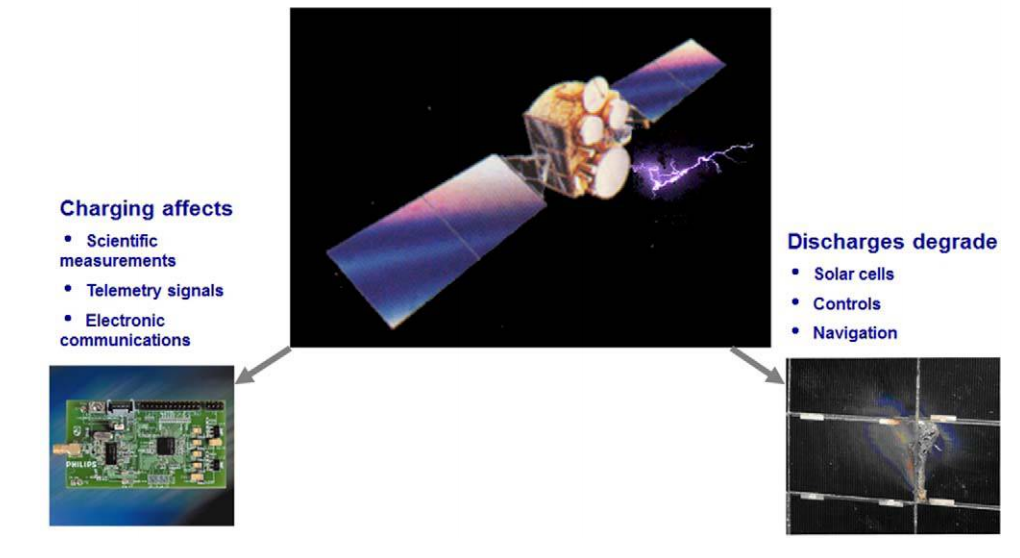 Charging affects
• Scientific
measurements
• Telemetry signals
• Electronic
communications
Discharges degrade
• Solar cells
• Controls
• Navigation
PHILIPS